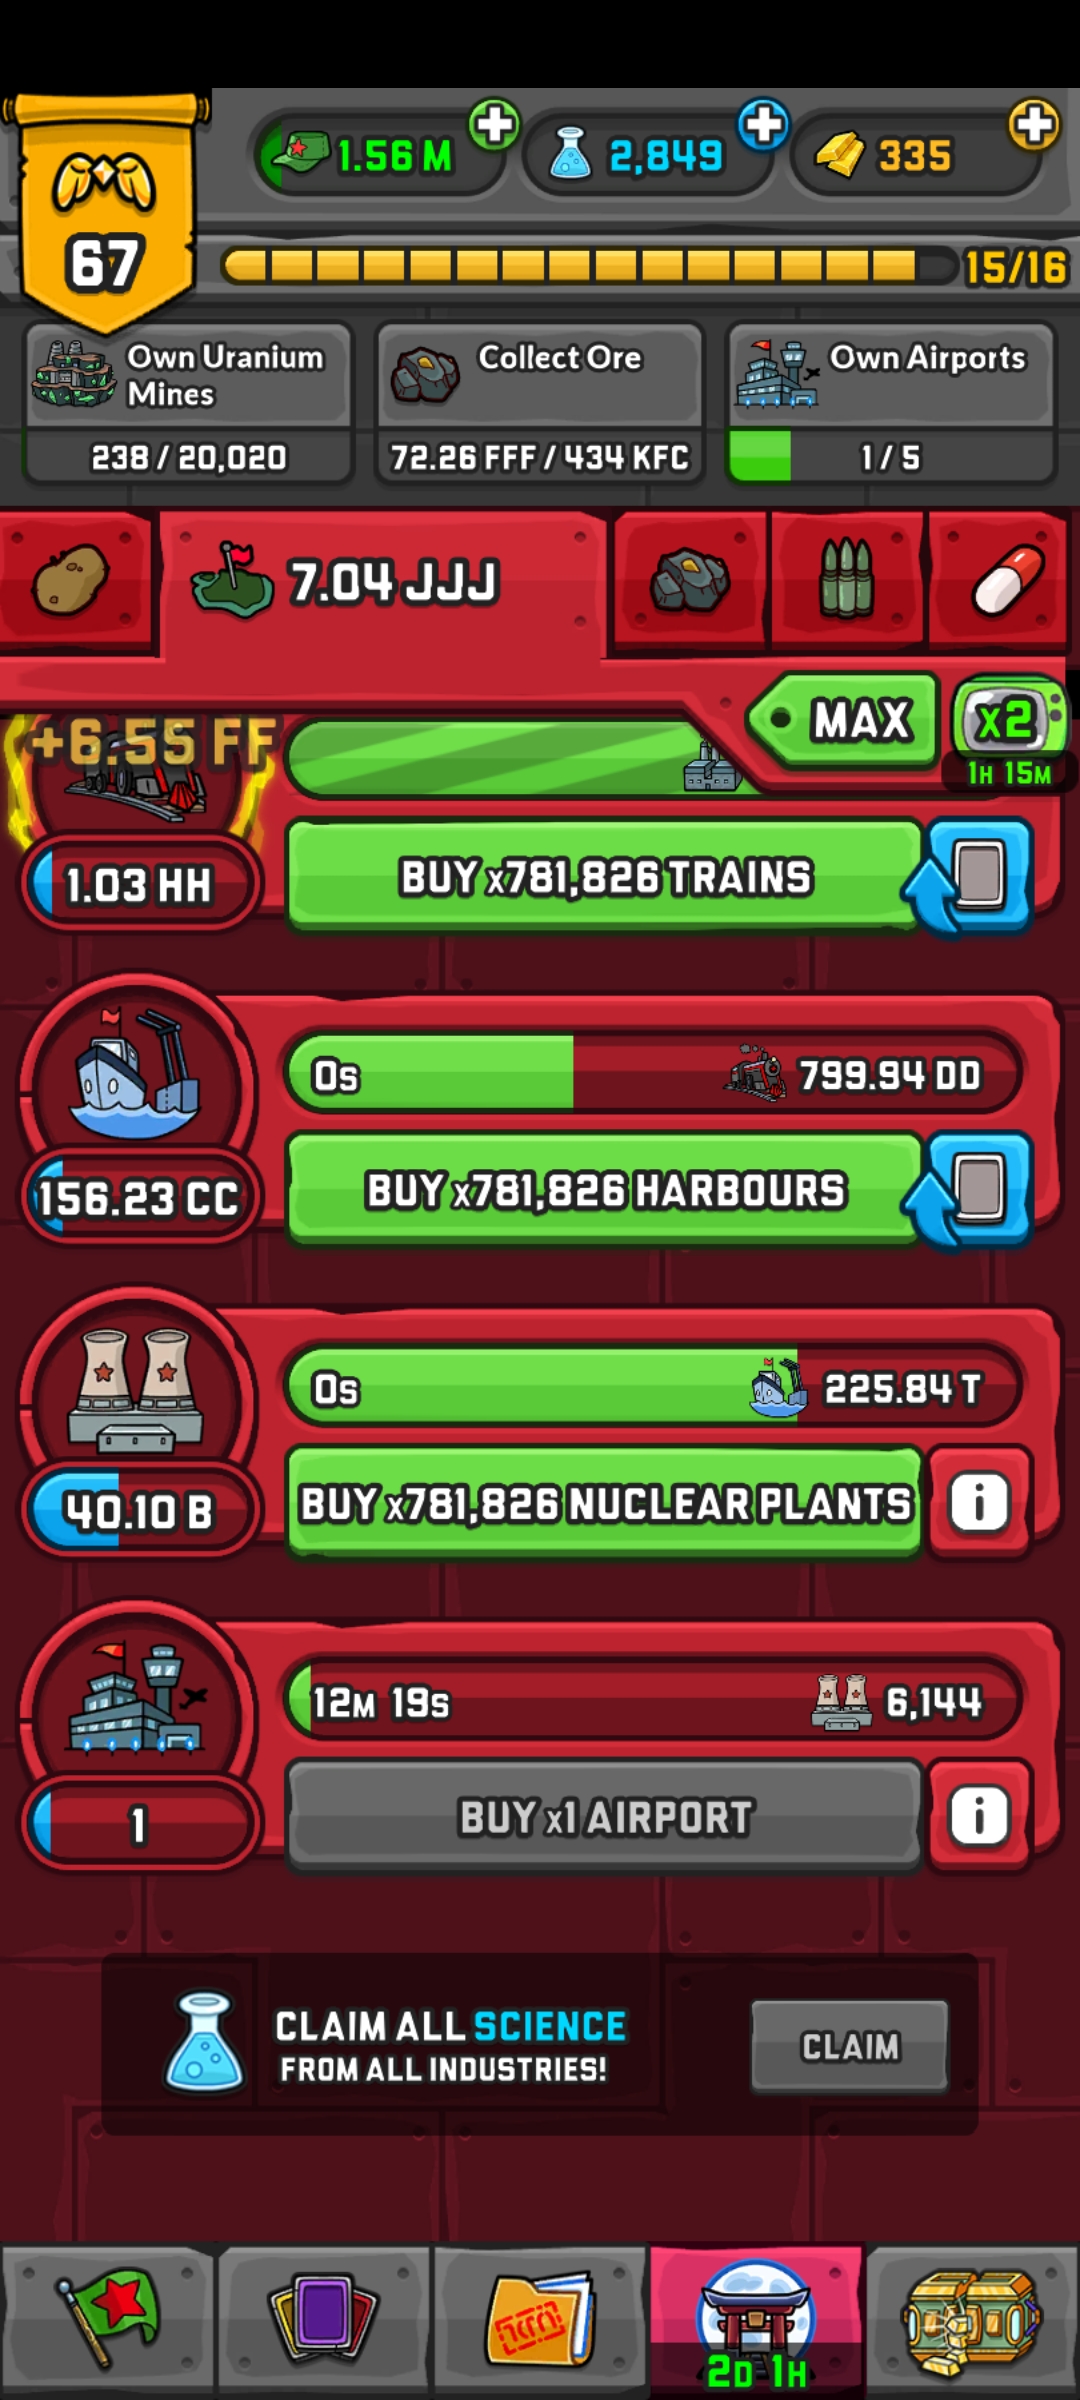 1.56 M
2,849
335
67
15/16
Own Uranium
Mines
Collect Ore
Own Airports
238 / 20,020
72.26 FFF / 434 KFC
1 / 5
7.04 JJJ
MAX
x2
1H 15M
+6.55 FF
1.03 HH
BUY x781,826 TRAINS
0s
799.94 DD
156.23 CC
BUY x781,826 HARBOURS
0s
225.84 T
40.10 B
BUY x781,826 NUCLEAR PLANTS
i
12M 19s
6,144
1
BUY x1 AIRPORT
i
CLAIM ALL SCIENCE
FROM ALL INDUSTRIES!
CLAIM
2D 1H